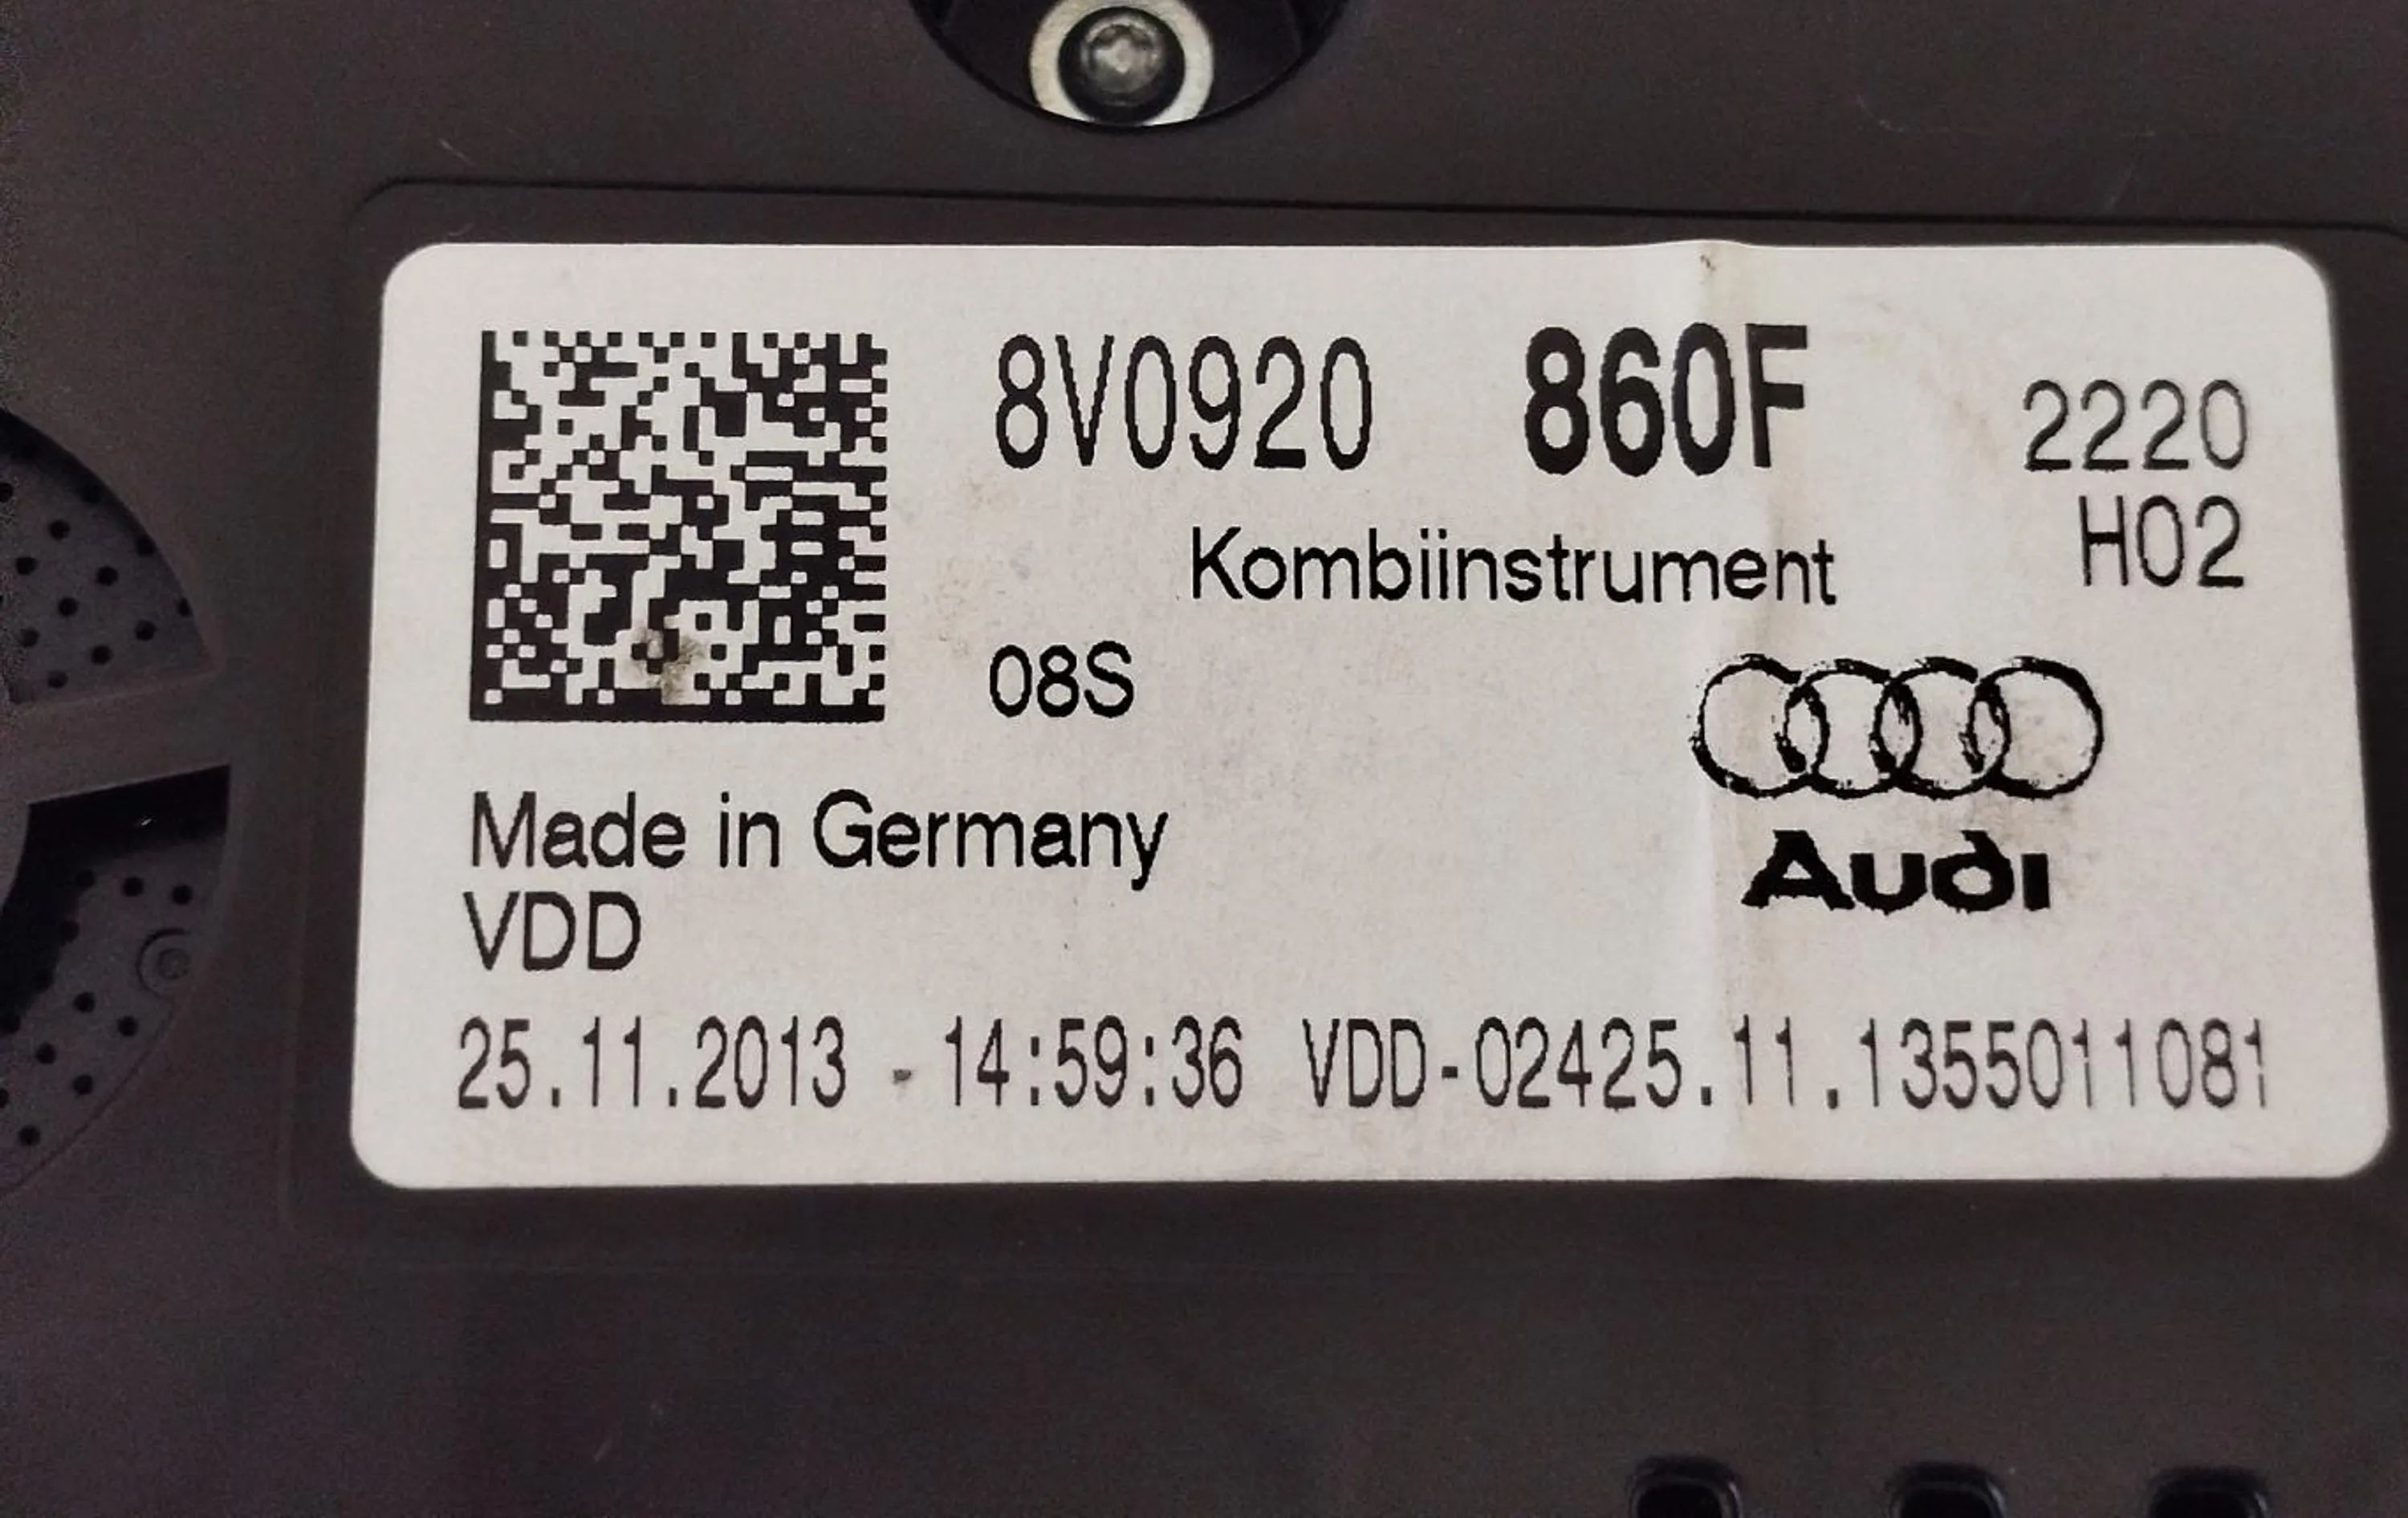 8V0920 860F 2220
H02
Kombiinstrument
08S
Audi
Made in Germany
VDD
25.11.2013 - 14:59:36 VDD-02425.11.1355011081